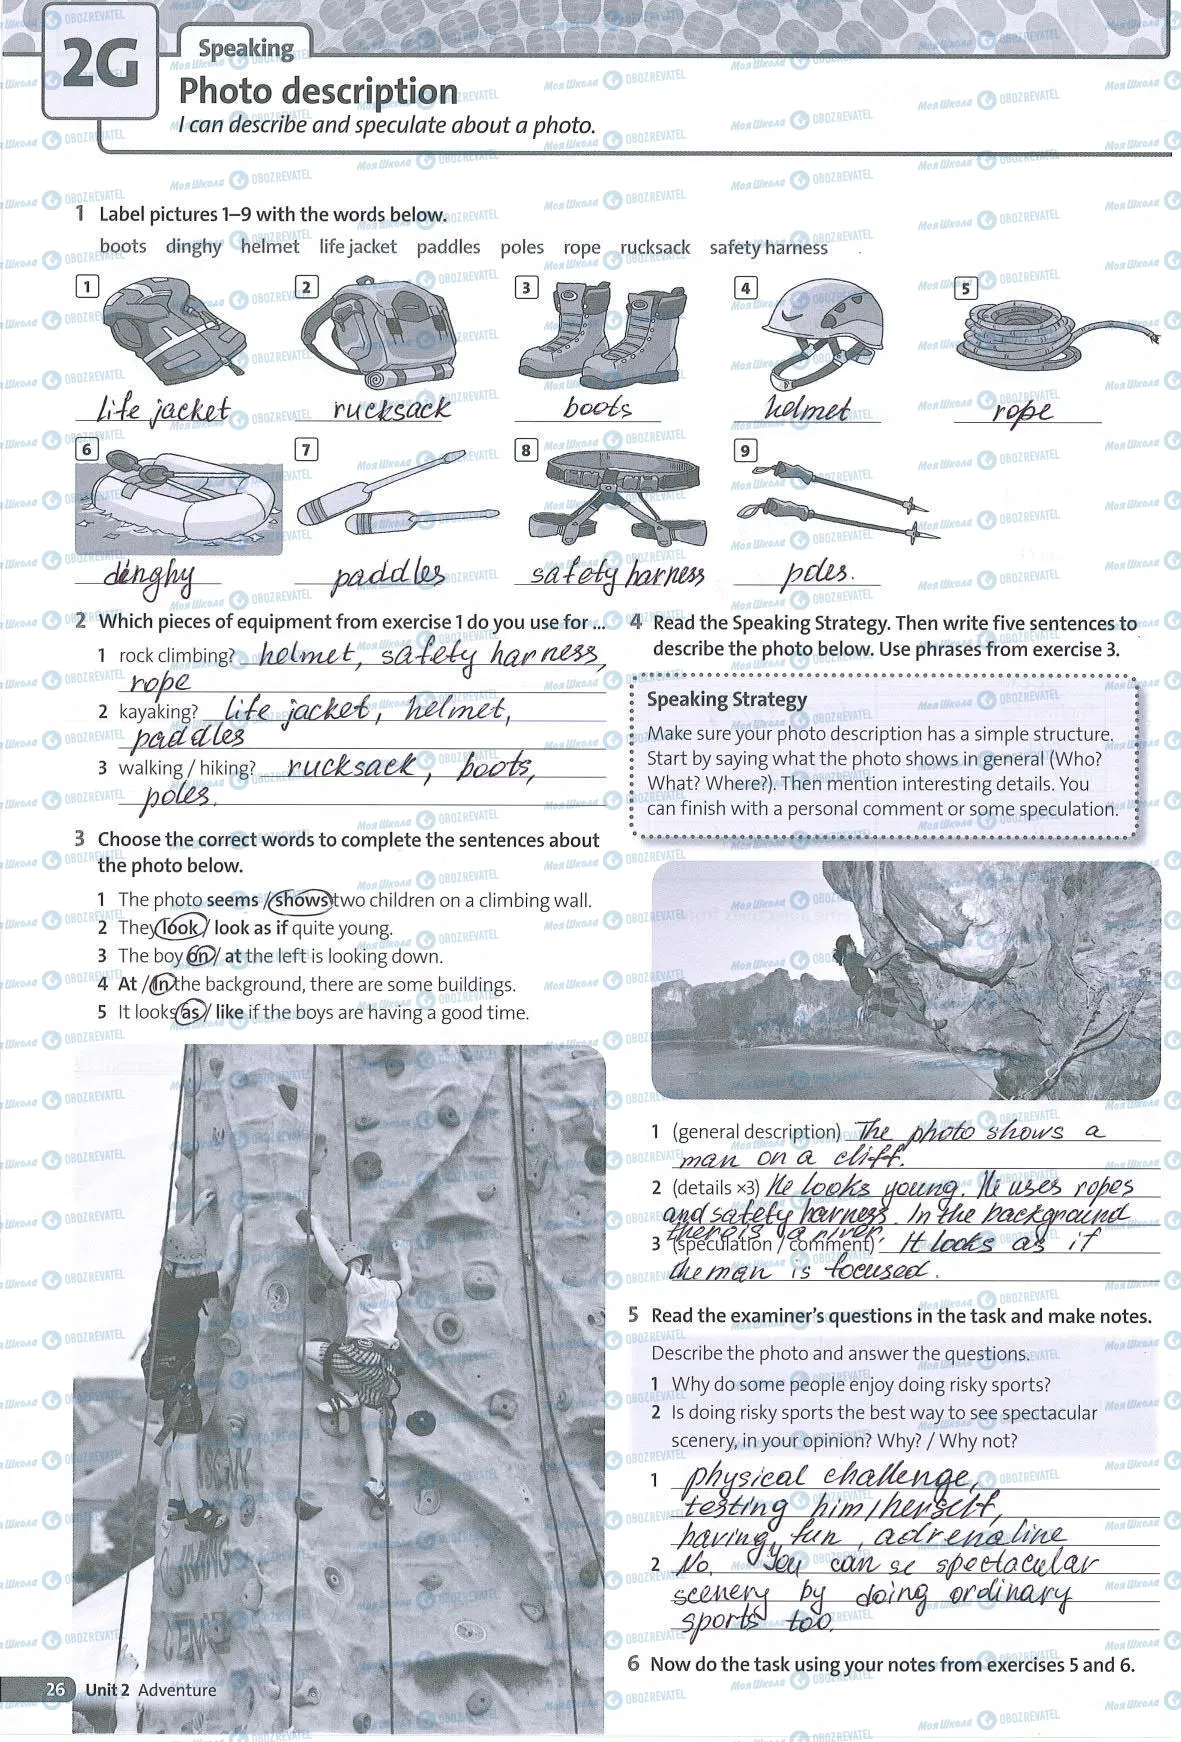 2G
Speaking
Photo description
I can describe and speculate about a photo.
1 Label pictures 1–9 with the words below.
boots dinghy helmet life jacket paddles poles rope rucksack safety harness
1 2 3 4 5
life jacket rucksack boots helmet rope
6 7 8 9
dinghy paddles safety harness poles.
2 Which pieces of equipment from exercise 1 do you use for ...
1 rock climbing? helmet, safety harness,
rope
2 kayaking? life jacket, helmet,
paddles
3 walking / hiking? rucksack, boots,
poles.
3 Choose the correct words to complete the sentences about
the photo below.
1 The photo seems / shows two children on a climbing wall.
2 They look / look as if quite young.
3 The boy on / at the left is looking down.
4 At / In the background, there are some buildings.
5 It looks as / like if the boys are having a good time.
4 Read the Speaking Strategy. Then write five sentences to
describe the photo below. Use phrases from exercise 3.
Speaking Strategy
Make sure your photo description has a simple structure.
Start by saying what the photo shows in general (Who?
What? Where?). Then mention interesting details. You
can finish with a personal comment or some speculation.
1 (general description) The photo shows a
man on a cliff.
2 (details ×3) He looks young. He uses ropes
and safety harness. In the background
there is a river.
3 (speculation / comment) It looks as if
the man is focused.
5 Read the examiner's questions in the task and make notes.
Describe the photo and answer the questions.
1 Why do some people enjoy doing risky sports?
2 Is doing risky sports the best way to see spectacular
scenery, in your opinion? Why? / Why not?
1 physical challenge,
testing him/herself,
having fun, adrenaline
2 No. You can se spectacular
scenery by doing ordinary
sports too.
6 Now do the task using your notes from exercises 5 and 6.
26 Unit 2 Adventure
МояШкола OBOZREVATEL